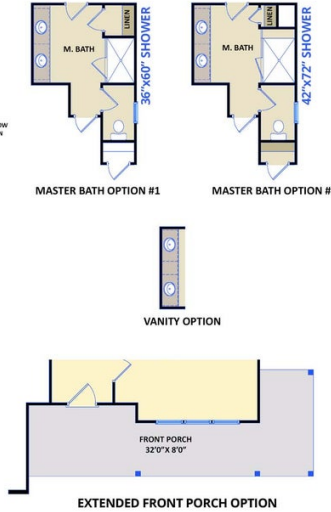 LINEN
M. BATH
36"x60" SHOWER
MASTER BATH OPTION #1
LINEN
M. BATH
42"x72" SHOWER
MASTER BATH OPTION #
VANITY OPTION
FRONT PORCH
32'0"X 8'0"
EXTENDED FRONT PORCH OPTION